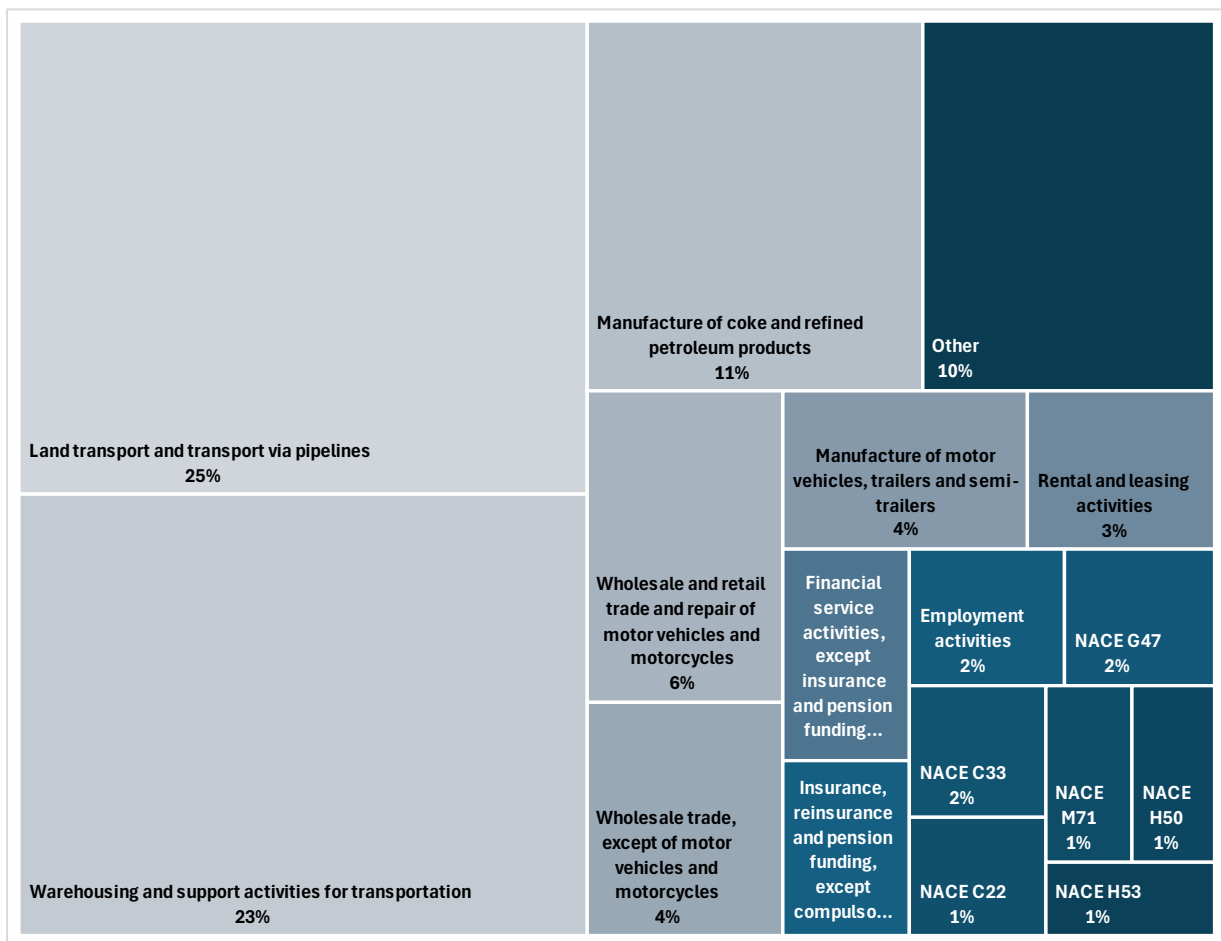 Land transport and transport via pipelines
25%
Warehousing and support activities for transportation
23%
Manufacture of coke and refined
petroleum products
11%
Other
10%
Wholesale and retail
trade and repair of
motor vehicles and
motorcycles
6%
Wholesale trade,
except of motor
vehicles and
motorcycles
4%
Manufacture of motor
vehicles, trailers and semi-
trailers
4%
Rental and leasing
activities
3%
Financial
service
activities,
except
insurance
and pension
funding...
Insurance,
reinsurance
and pension
funding,
except
compulso...
Employment
activities
2%
NACE G47
2%
NACE C33
2%
NACE C22
1%
NACE
M71
1%
NACE
H50
1%
NACE H53
1%